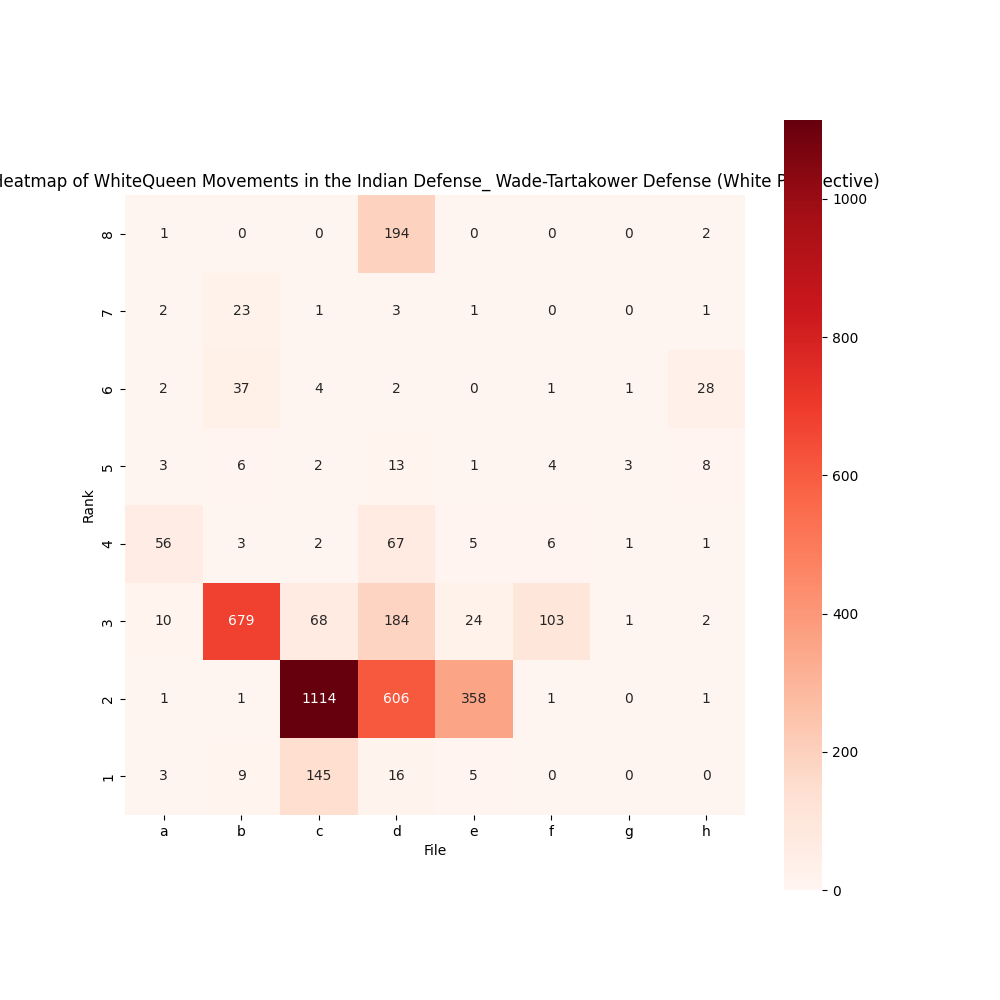 Heatmap of WhiteQueen Movements in the Indian Defense_ Wade-Tartakower Defense (White Perspective)
8 1 0 0 194 0 0 0 2
7 2 23 1 3 1 0 0 1
6 2 37 4 2 0 1 1 28
5 3 6 2 13 1 4 3 8
4 56 3 2 67 5 6 1 1
3 10 679 68 184 24 103 1 2
2 1 1 1114 606 358 1 0 1
1 3 9 145 16 5 0 0 0
a b c d e f g h
File
Rank
1000
800
600
400
200
0